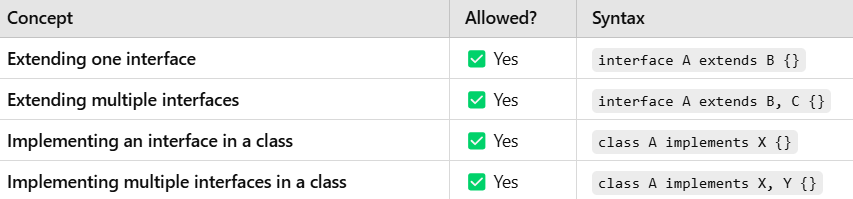 Concept Allowed? Syntax
Extending one interface ✅ Yes interface A extends B {}
Extending multiple interfaces ✅ Yes interface A extends B, C {}
Implementing an interface in a class ✅ Yes class A implements X {}
Implementing multiple interfaces in a class ✅ Yes class A implements X, Y {}